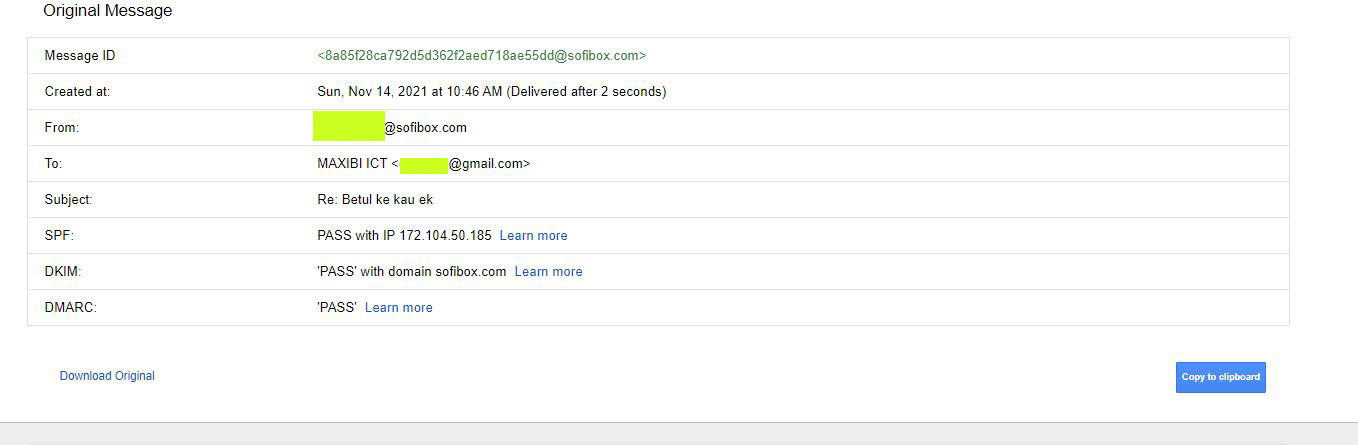 Original Message
Message ID <8a85f28ca792d5d362f2aed718ae55dd@sofibox.com>
Created at: Sun, Nov 14, 2021 at 10:46 AM (Delivered after 2 seconds)
From: @sofibox.com
To: MAXIBI ICT < @gmail.com>
Subject: Re: Betul ke kau ek
SPF: PASS with IP 172.104.50.185 Learn more
DKIM: 'PASS' with domain sofibox.com Learn more
DMARC: 'PASS' Learn more
Download Original
Copy to clipboard